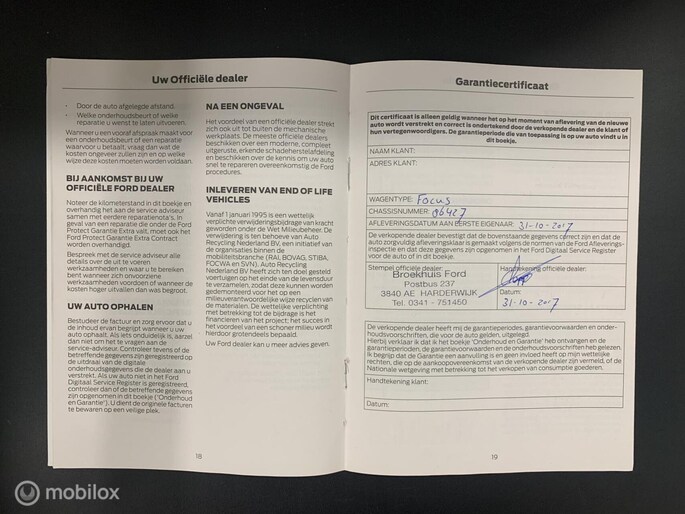 Uw Officiële dealer
· Door de auto afgelegde afstand.
· Welke onderhoudsbeurt of welke
reparatie u wenst te laten uitvoeren.
Wanneer u een vooraf afspraak maakt voor
een onderhoudsbeurt of een reparatie
waarvoor u betaalt, vraag dan wat de
kosten ongeveer zullen zijn en op welke
wijze deze kosten moeten worden voldaan.
BIJ AANKOMST BIJ UW
OFFICIËLE FORD DEALER
Noteer de kilometerstand in dit boekje en
overhandig het aan de service adviseur
samen met eerdere reparatienota's. In
geval van een reparatie die onder de Ford
Protect Garantie Extra valt, moet ook het
Ford Protect Garantie Extra Contract
worden overhandigd.
Bespreek met de service adviseur alle
details over de uit te voeren
werkzaamheden en waar u te bereiken
bent wanneer zich onvoorziene
werkzaamheden voordoen of wanneer de
kosten hoger uitvallen dan was begroot.
UW AUTO OPHALEN
Bestudeer de factuur en zorg ervoor dat u
de inhoud ervan begrijpt wanneer u uw
auto ophaalt. Als iets onduidelijk is, aarzel
dan niet om het te vragen aan de
service-adviseur. Controleer tevens of de
betreffende gegevens zijn geregistreerd op
de uitdraai van de digitale
onderhoudsgegevens die de dealer aan u
verstrekt. Als uw auto niet in het Ford
Digitaal Service Register is geregistreerd,
controleer dan of de betreffende gegevens
zijn opgenomen in dit boekje ('Onderhoud
en Garantie'). U dient de originele facturen
te bewaren op een veilige plek.
NA EEN ONGEVAL
Het voordeel van een officiële dealer strekt
zich ook uit tot buiten de mechanische
werkplaats. De meeste officiële dealers
beschikken over een moderne, compleet
uitgeruste, erkende schadeherstelafdeling
en beschikken over de kennis om uw auto
snel te repareren overeenkomstig de Ford
procedures.
INLEVEREN VAN END OF LIFE
VEHICLES
Vanaf 1 januari 1995 is een wettelijk
verplichte verwijderingsbijdrage van kracht
geworden onder de Wet Milieubeheer. De
verwijdering is ten behoeve van Auto
Recycling Nederland BV, een initiatief van
de organisaties binnen de
mobiliteitsbranche (RAI, BOVAG, STIBA,
FOCWA en SVN). Auto Recycling
Nederland BV heeft zich ten doel gesteld
voertuigen op het einde van de levensduur
te verzamelen, zodat deze kunnen worden
gedemonteerd voor het op een
milieuverantwoordelijke wijze recyclen van
de materialen. De wettelijke verplichting
met betrekking tot de bijdrage is het
financieren van het project; het succes in
het voordeel van een schoner milieu wordt
hierdoor grotendeels bepaald.
Uw Ford dealer kan u meer advies geven.
18
Garantiecertificaat
Dit certificaat is alleen geldig wanneer het op het moment van aflevering van de nieuwe
auto wordt verstrekt en correct is ondertekend door de verkopende dealer en de klant of
hun vertegenwoordigers. De garantieperiode die van toepassing is op uw auto vindt u in
dit boekje.
NAAM KLANT:
ADRES KLANT:
WAGENTYPE: Focus
CHASSISNUMMER: 06427
AFLEVERINGSDATUM AAN EERSTE EIGENAAR: 31-10-2017
De verkopende dealer bevestigt dat de bovenstaande gegevens correct zijn en dat de
auto zorgvuldig afleveringsklaar is gemaakt volgens de normen van de Ford Afleverings-
inspectie en dat deze gegevens zijn opgenomen in het Ford Digitaal Service Register
voor de auto of in dit boekje.
Stempel officiële dealer:
Broekhuis Ford
Postbus 237
3840 AE HARDERWIJK
Tel. 0341 - 751450
Handtekening officiële dealer:
Datum:
31-10-2017
De verkopende dealer heeft mij de garantieperiodes, garantievoorwaarden en onder-
houdsvoorschriften, die voor de auto gelden, uitgelegd.
Hierbij verklaar ik dat ik het boekje 'Onderhoud en Garantie' heb ontvangen en de
garantieperiodes, de garantievoorwaarden en de onderhoudsvoorschriften heb gelezen.
Ik begrijp dat de Garantie een aanvulling is en geen invloed heeft op mijn wettelijke
rechten, die op de aankoopovereenkomst van de verkopende dealer zijn vermeld, of de
Nationale wetgeving met betrekking tot het verkopen van consumptie goederen.
Handtekening klant:
Datum:
19
mobilox